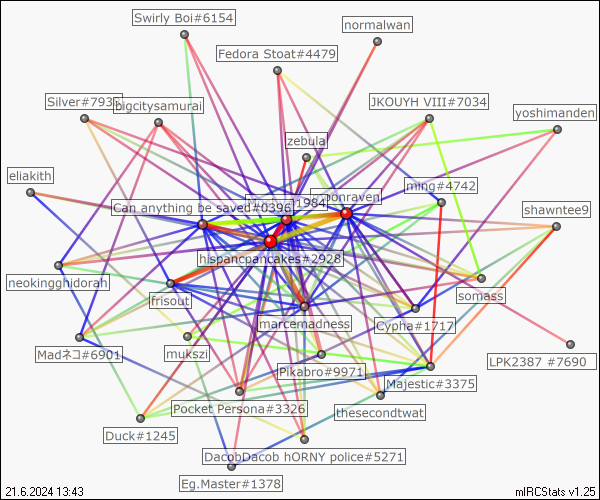 Swirly Boi#6154
normalwan
Fedora Stoat#4479
Silver#793
bigcitysamurai
JKOUYH VIII#7034
yoshimanden
zebula
eliakith
ming#4742
Can anything be saved#0396
1984
onraven
shawntee9
hispancpancakes#2928
neokingghidorah
frisout
somass
marcemadness
Cypha#1717
Madネコ#6901
mukszi
Pikabro#9971
LPK2387 #7690
Majestic#3375
Pocket Persona#3326
thesecondtwat
Duck#1245
DacobDacob hORNY police#5271
Eg.Master#1378
21.6.2024 13:43
mIRCStats v1.25